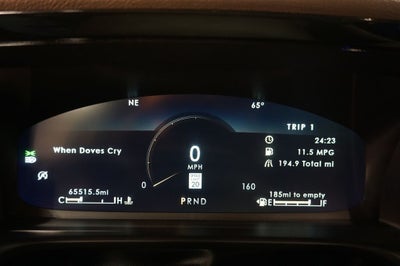 NE 65°
TRIP 1
24:23
When Doves Cry
11.5 MPG
0
MPH
194.9 Total mi
0 20 160
65515.5mi
185mi to empty
C H PRND E F